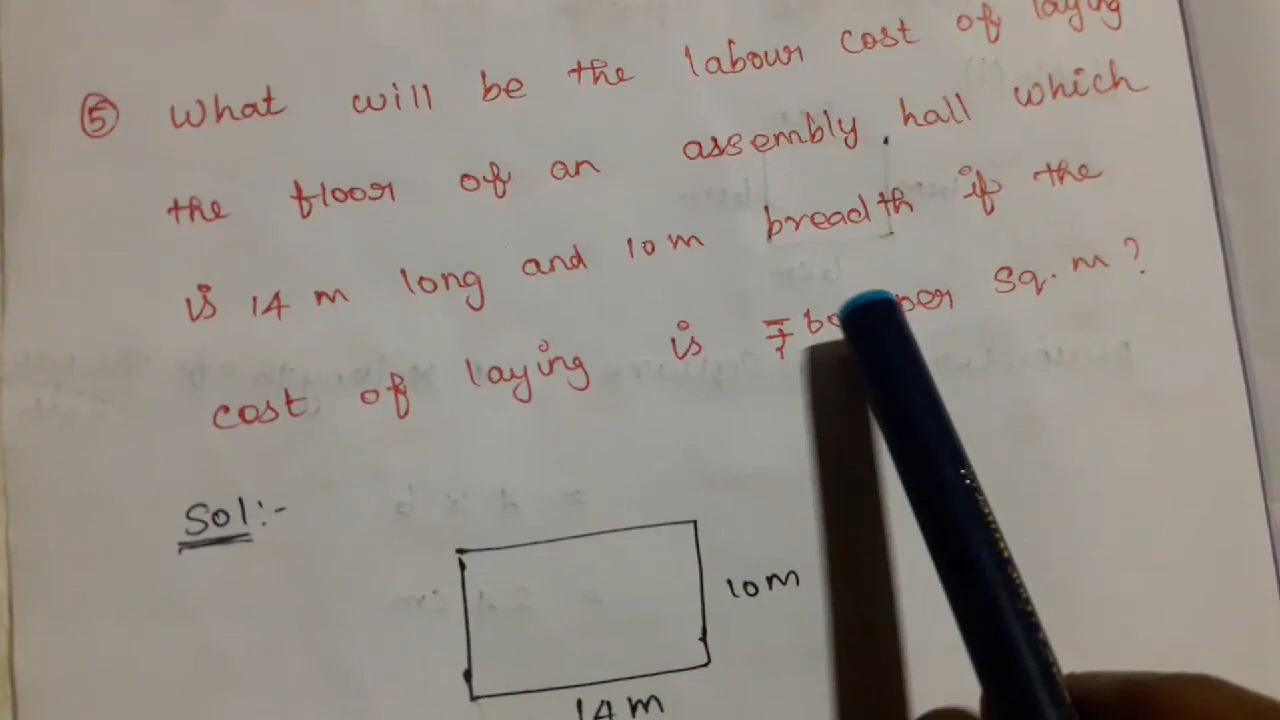 ⑤ What will be the labour cost of laying
the floor of an assembly hall which
is 14 m long and 10m breadth if the
cost of laying is ₹ per sq. m?
Sol:-
10m
14m